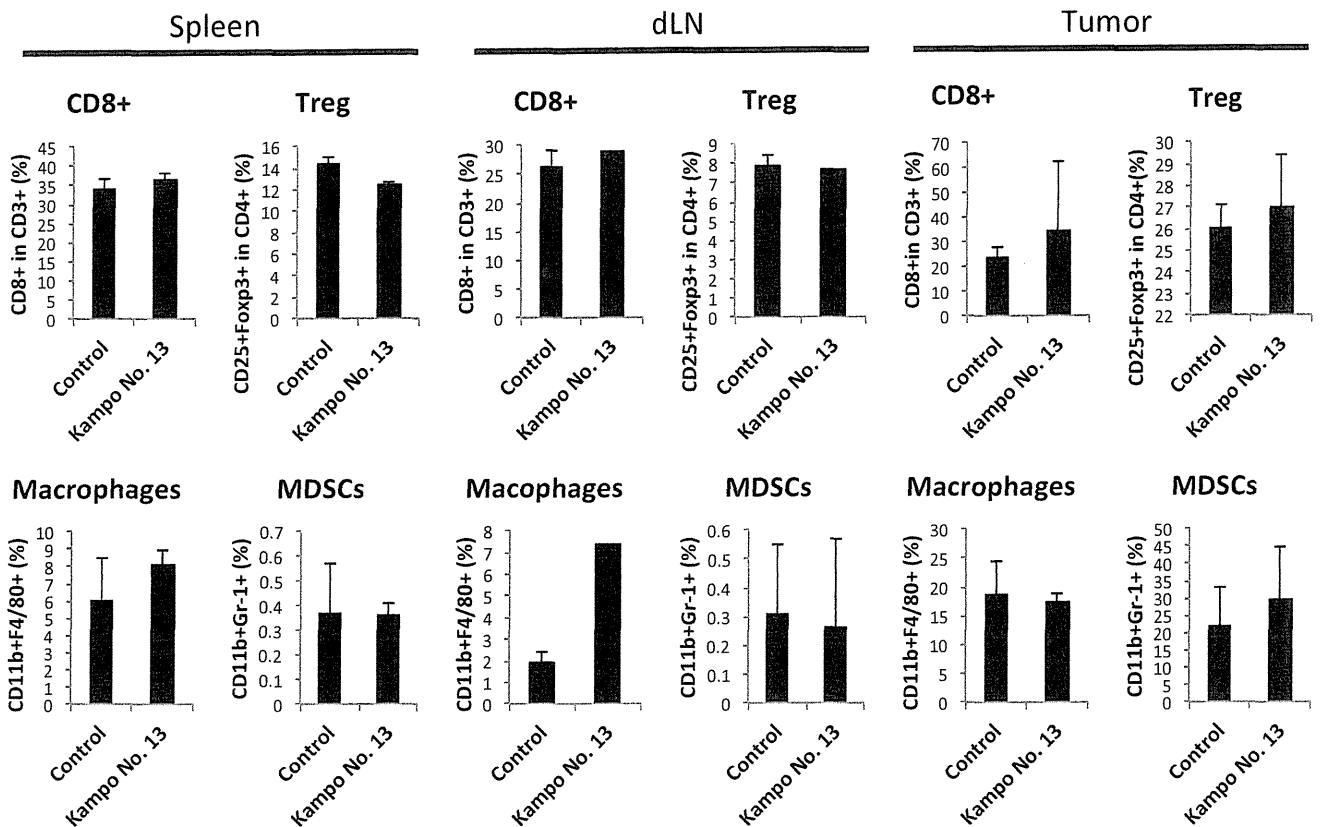 Spleen
dLN
Tumor
CD8+
Treg
CD8+
Treg
CD8+
Treg
CD8+ in CD3+ (%)
45
40
35
30
25
20
15
10
5
0
Control
Kampo No. 13
CD25+Foxp3+ in CD4+ (%)
16
14
12
10
8
6
4
2
0
Control
Kampo No. 13
CD8+ in CD3+ (%)
30
25
20
15
10
5
0
Control
Kampo No. 13
CD25+Foxp3+ in CD4+ (%)
9
8
7
6
5
4
3
2
1
0
Control
Kampo No. 13
CD8+in CD3+ (%)
70
60
50
40
30
20
10
0
Control
Kampo No. 13
CD25+Foxp3+ in CD4+(%)
30
29
28
27
26
25
24
23
22
Control
Kampo No. 13
Macrophages
MDSCs
Macophages
MDSCs
Macrophages
MDSCs
CD11b+F4/80+ (%)
10
9
8
7
6
5
4
3
2
1
0
Control
Kampo No. 13
CD11b+Gr-1+ (%)
0.7
0.6
0.5
0.4
0.3
0.2
0.1
0
Control
Kampo No. 13
CD11b+F4/80+ (%)
8
7
6
5
4
3
2
1
0
Control
Kampo No. 13
CD11b+Gr-1+ (%)
0.6
0.5
0.4
0.3
0.2
0.1
0
Control
Kampo No. 13
CD11b+F4/80+ (%)
30
25
20
15
10
5
0
Control
Kampo No. 13
CD11b+Gr-1+ (%)
50
45
40
35
30
25
20
15
10
5
0
Control
Kampo No. 13